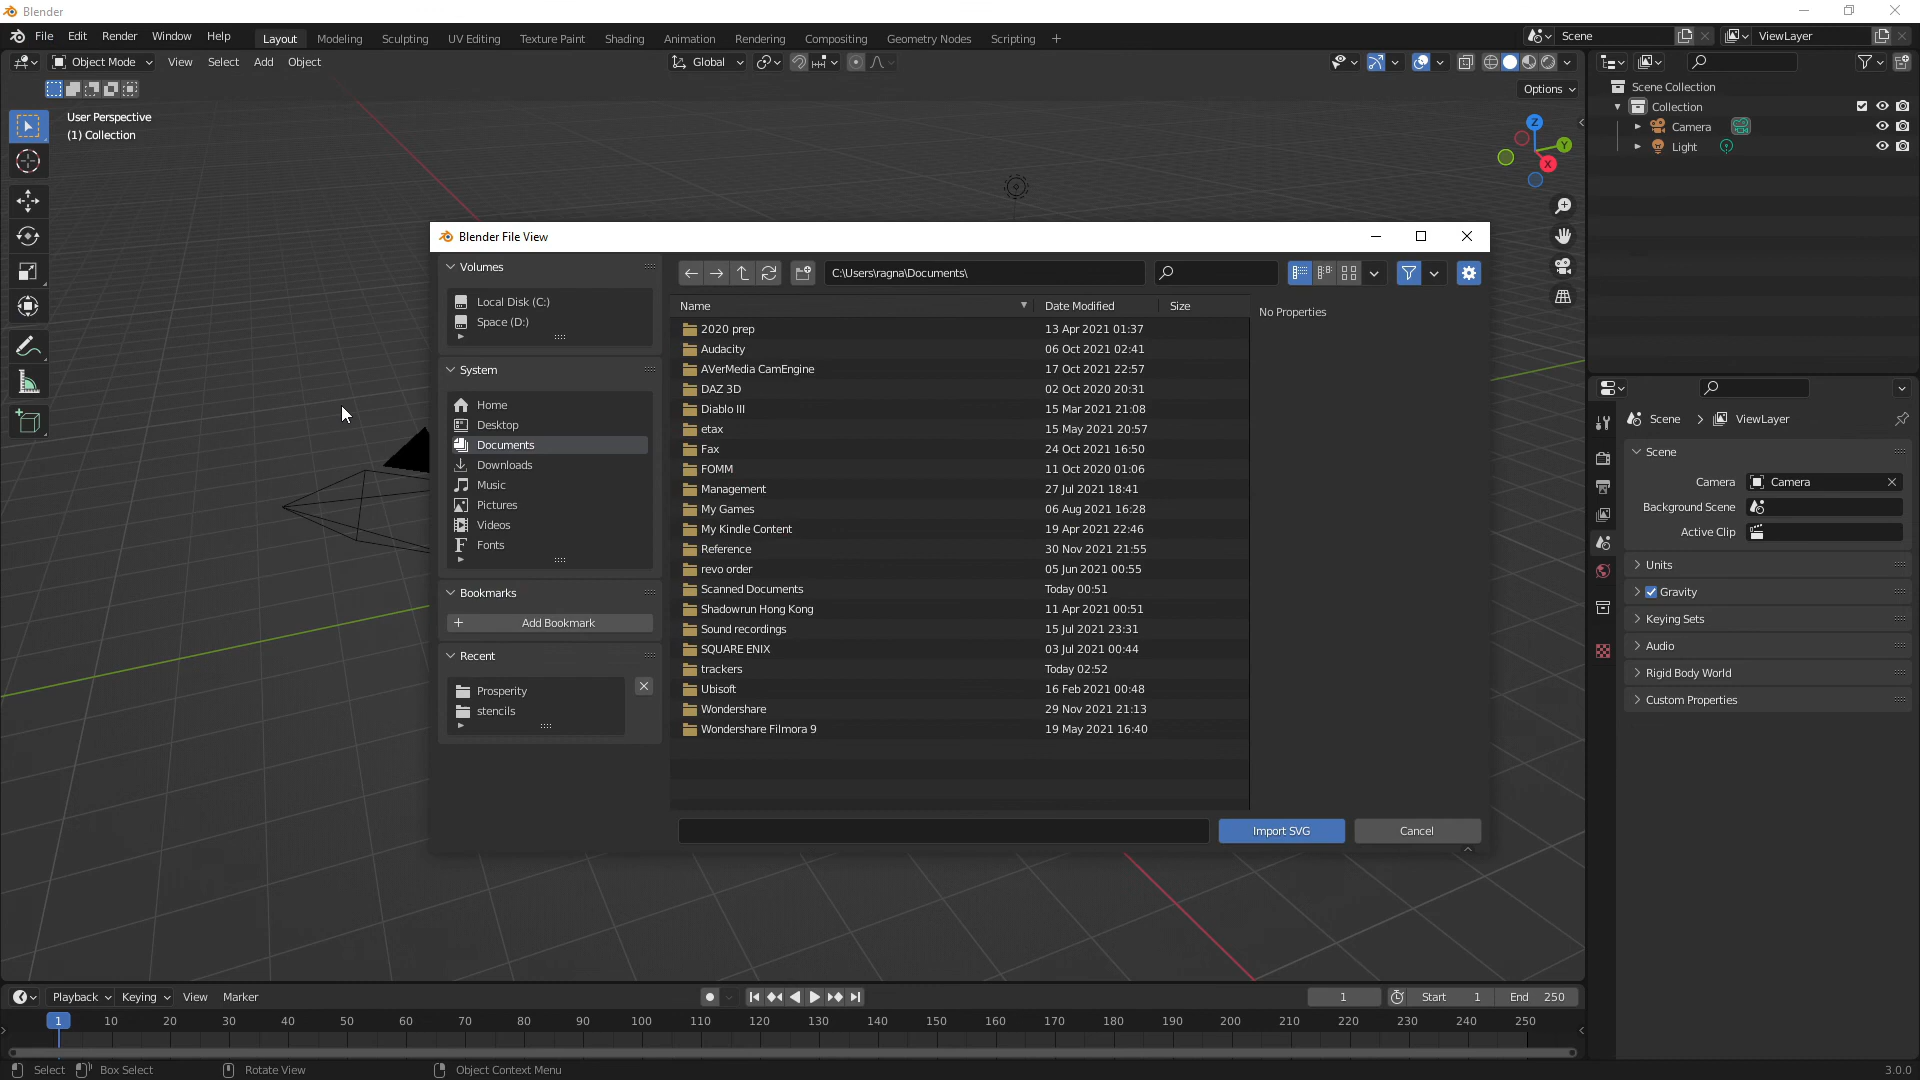 Blender
File Edit Render Window Help Layout Modeling Sculpting UV Editing Texture Paint Shading Animation Rendering Compositing Geometry Nodes Scripting + Scene ViewLayer
Object Mode View Select Add Object Global
Options
User Perspective
(1) Collection
Z
Y
X
Scene Collection
Collection
Camera
Light
Blender File View
Volumes
Local Disk (C:)
Space (D:)
System
Home
Desktop
Documents
Downloads
Music
Pictures
Videos
Fonts
Bookmarks
+ Add Bookmark
Recent
Prosperity
stencils
C:\Users\ragna\Documents\
Name Date Modified Size
2020 prep 13 Apr 2021 01:37
Audacity 06 Oct 2021 02:41
AVerMedia CamEngine 17 Oct 2021 22:57
DAZ 3D 02 Oct 2020 20:31
Diablo III 15 Mar 2021 21:08
etax 15 May 2021 20:57
Fax 24 Oct 2021 16:50
FOMM 11 Oct 2020 01:06
Management 27 Jul 2021 18:41
My Games 06 Aug 2021 16:28
My Kindle Content 19 Apr 2021 22:46
Reference 30 Nov 2021 21:55
revo order 05 Jun 2021 00:55
Scanned Documents Today 00:51
Shadowrun Hong Kong 11 Apr 2021 00:51
Sound recordings 15 Jul 2021 23:31
SQUARE ENIX 03 Jul 2021 00:44
trackers Today 02:52
Ubisoft 16 Feb 2021 00:48
Wondershare 29 Nov 2021 21:13
Wondershare Filmora 9 19 May 2021 16:40
No Properties
Import SVG Cancel
Scene > ViewLayer
Scene
Camera Camera
Background Scene
Active Clip
Units
Gravity
Keying Sets
Audio
Rigid Body World
Custom Properties
Playback Keying View Marker 1 Start 1 End 250
1 10 20 30 40 50 60 70 80 90 100 110 120 130 140 150 160 170 180 190 200 210 220 230 240 250
Select Box Select Rotate View Object Context Menu 3.0.0